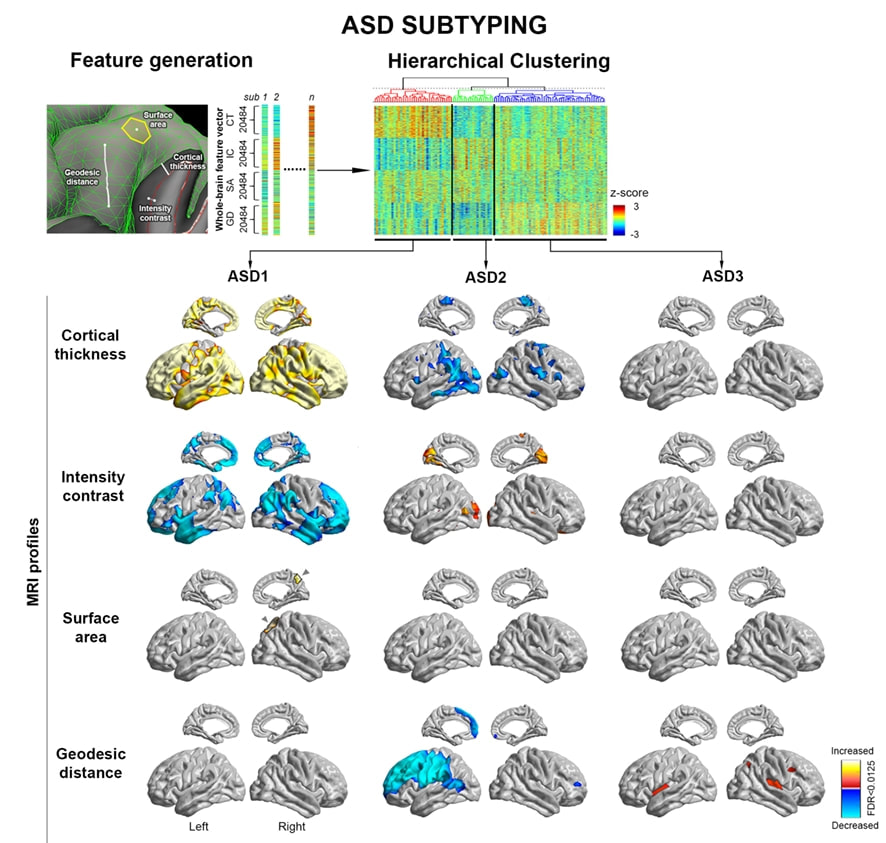 ASD SUBTYPING
Feature generation
Hierarchical Clustering
Surface
area
Cortical
thickness
Geodesic
distance
Intensity
contrast
sub 1 2 n
Whole-brain feature vector
CT
20484
IC
20484
SA
20484
GD
20484
z-score
3
-3
ASD1
ASD2
ASD3
MRI profiles
Cortical
thickness
Intensity
contrast
Surface
area
Geodesic
distance
Left
Right
Increased
FDR<0.0125
Decreased